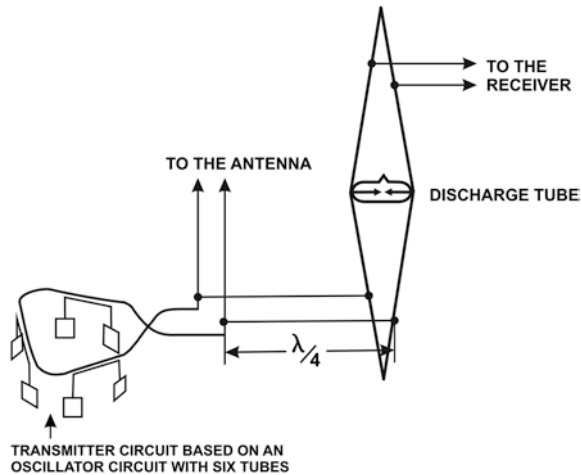 TO THE
RECEIVER
TO THE ANTENNA
DISCHARGE TUBE
λ/4
TRANSMITTER CIRCUIT BASED ON AN
OSCILLATOR CIRCUIT WITH SIX TUBES